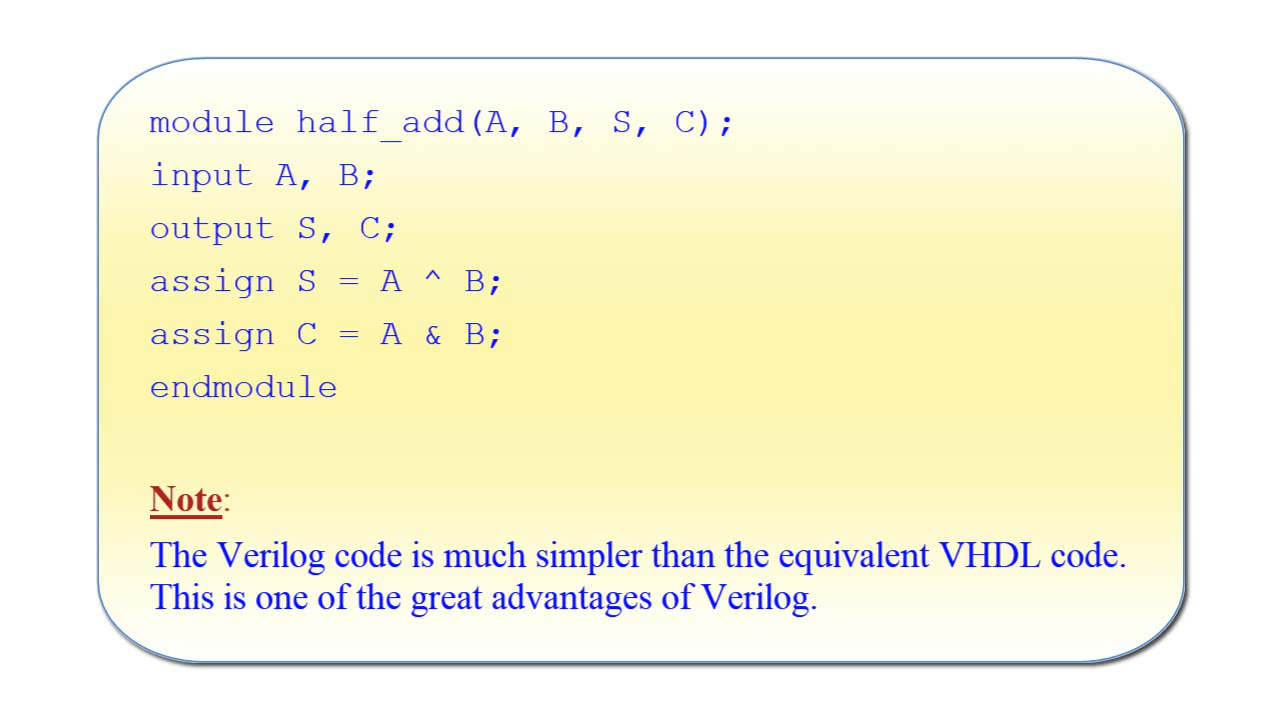 module half_add(A, B, S, C);
input A, B;
output S, C;
assign S = A ^ B;
assign C = A & B;
endmodule
Note:
The Verilog code is much simpler than the equivalent VHDL code.
This is one of the great advantages of Verilog.